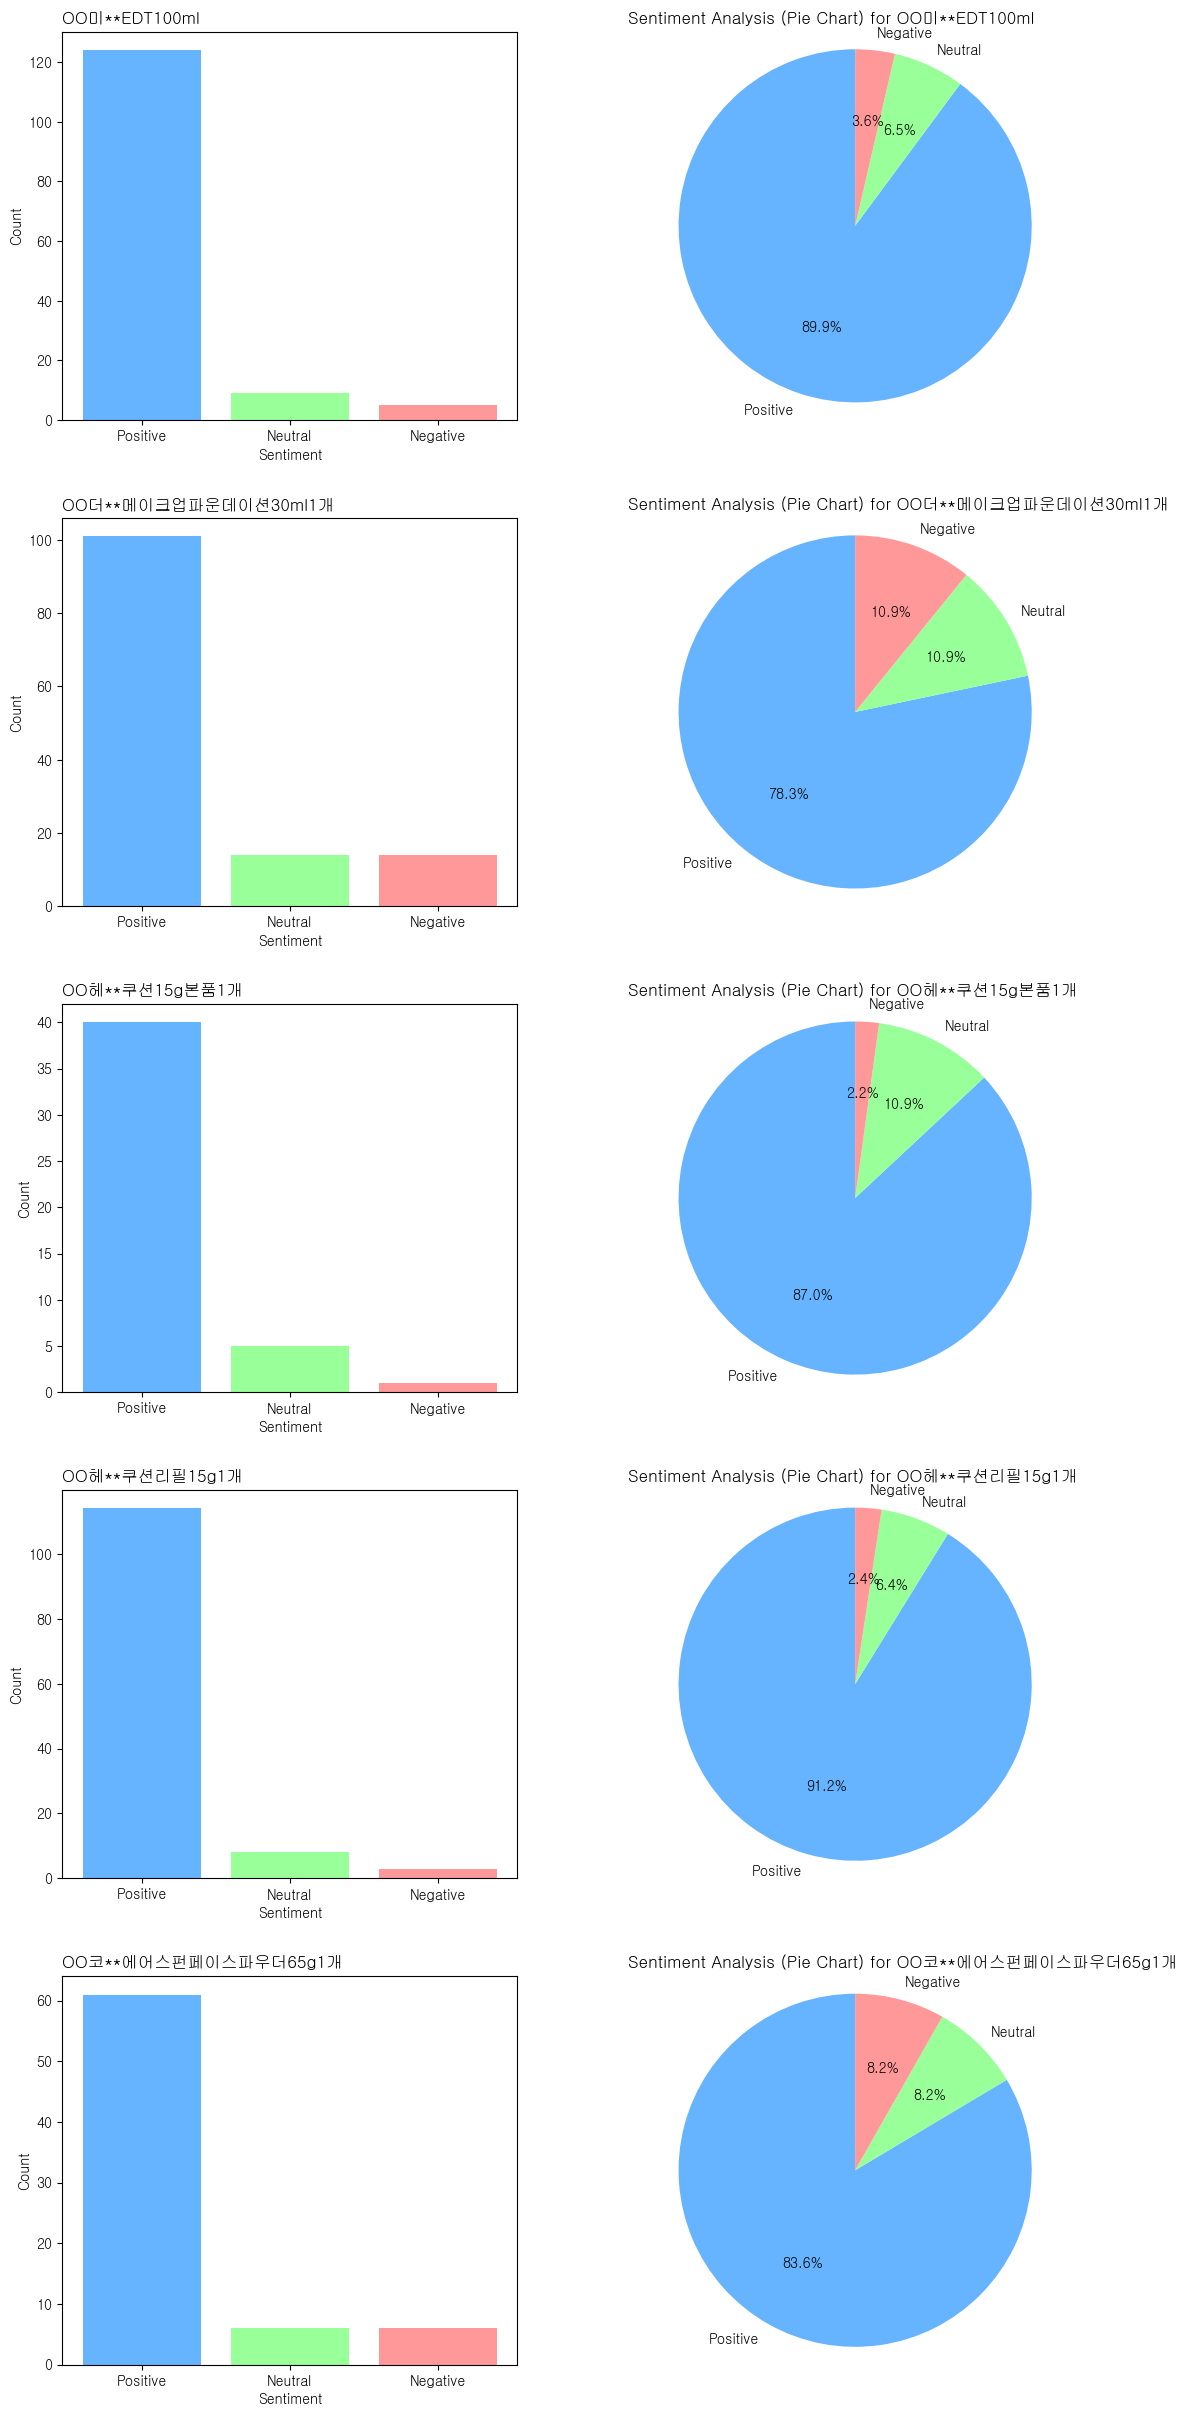 OO미**EDT100ml
Sentiment Analysis (Pie Chart) for OO미**EDT100ml
120
100
80
60
40
20
0
Count
Positive
Neutral
Negative
Sentiment
Negative
Neutral
3.6%
6.5%
89.9%
Positive
OO더**메이크업파운데이션30ml1개
Sentiment Analysis (Pie Chart) for OO더**메이크업파운데이션30ml1개
100
80
60
40
20
0
Count
Positive
Neutral
Negative
Sentiment
Negative
Neutral
10.9%
10.9%
78.3%
Positive
OO헤**쿠션15g본품1개
Sentiment Analysis (Pie Chart) for OO헤**쿠션15g본품1개
40
35
30
25
20
15
10
5
0
Count
Positive
Neutral
Negative
Sentiment
Negative
Neutral
2.2%
10.9%
87.0%
Positive
OO헤**쿠션리필15g1개
Sentiment Analysis (Pie Chart) for OO헤**쿠션리필15g1개
100
80
60
40
20
0
Count
Positive
Neutral
Negative
Sentiment
Negative
Neutral
2.4%
6.4%
91.2%
Positive
OO코**에어스펀페이스파우더65g1개
Sentiment Analysis (Pie Chart) for OO코**에어스펀페이스파우더65g1개
60
50
40
30
20
10
0
Count
Positive
Neutral
Negative
Sentiment
Negative
Neutral
8.2%
8.2%
83.6%
Positive